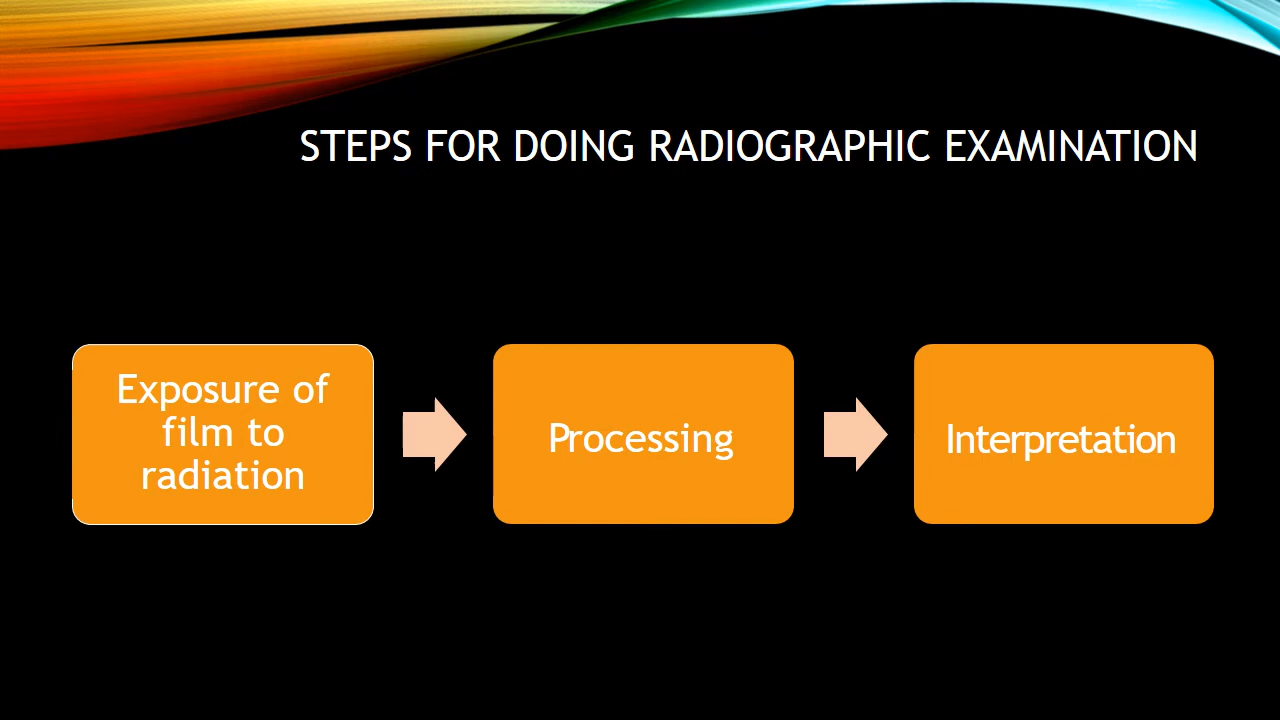 STEPS FOR DOING RADIOGRAPHIC EXAMINATION
Exposure of
film to
radiation
Processing
Interpretation